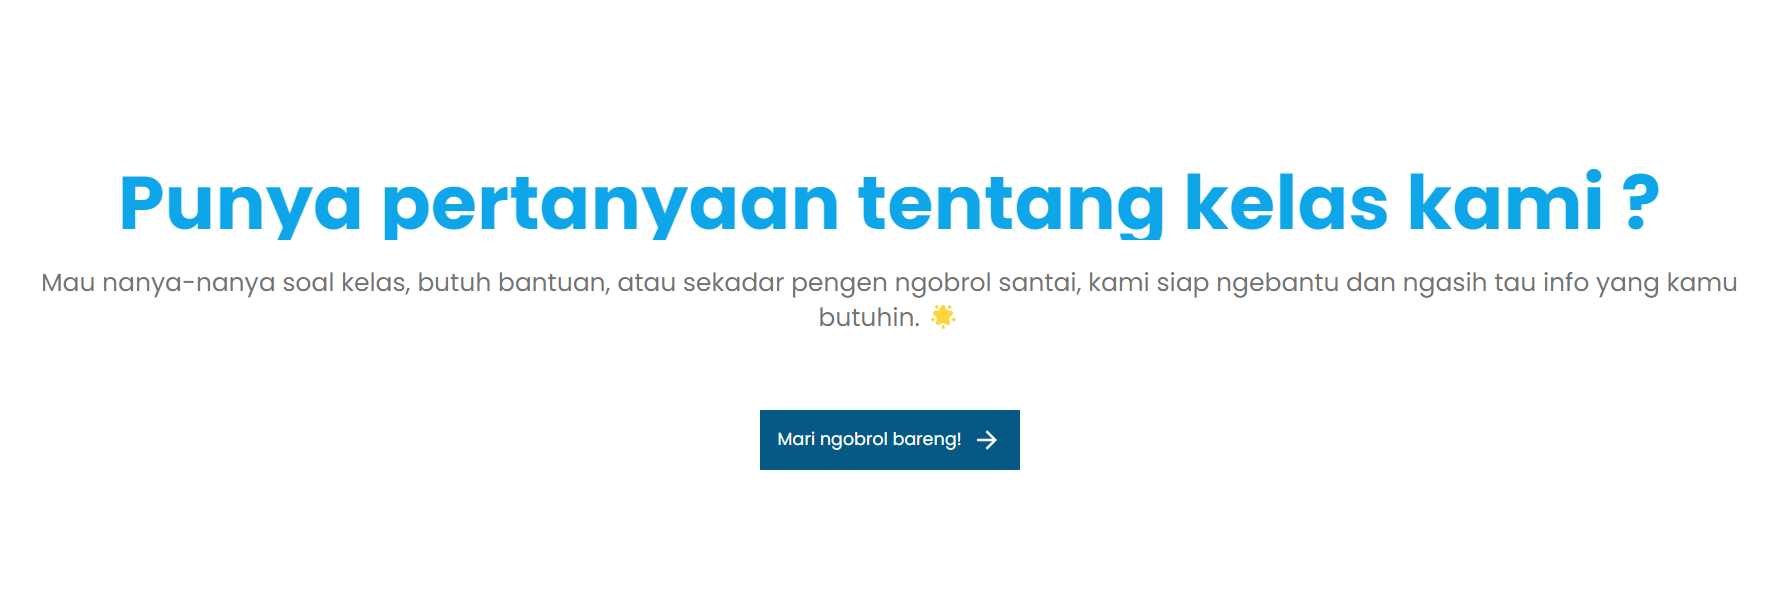 Punya pertanyaan tentang kelas kami ?
Mau nanya-nanya soal kelas, butuh bantuan, atau sekadar pengen ngobrol santai, kami siap ngebantu dan ngasih tau info yang kamu
butuhin. 🌟
Mari ngobrol bareng!